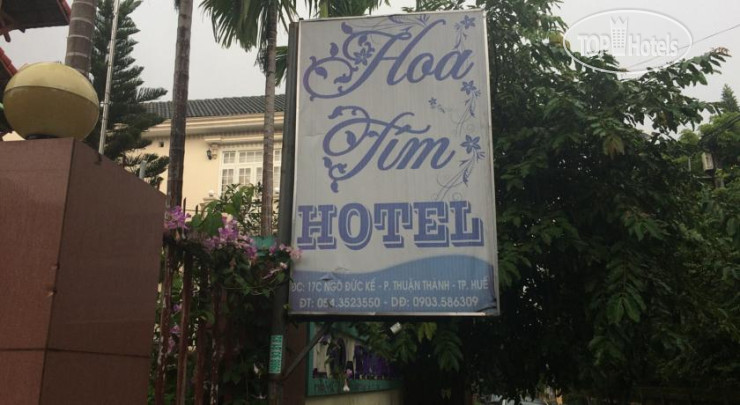 TOP Hotels
Hoa
Tím
HOTEL
ĐC: 17C NGÔ ĐỨC KẾ - P. THUẬN THÀNH - TP. HUẾ
ĐT: 054.3523550 - DĐ: 0903.586309